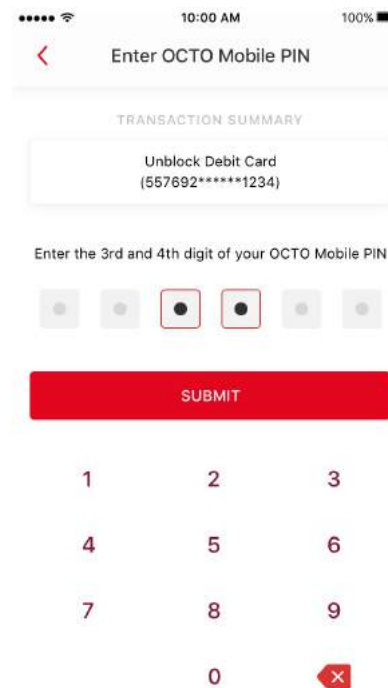 10:00 AM
100%
Enter OCTO Mobile PIN
TRANSACTION SUMMARY
Unblock Debit Card
(557692******1234)
Enter the 3rd and 4th digit of your OCTO Mobile PIN
SUBMIT
1 2 3
4 5 6
7 8 9
0